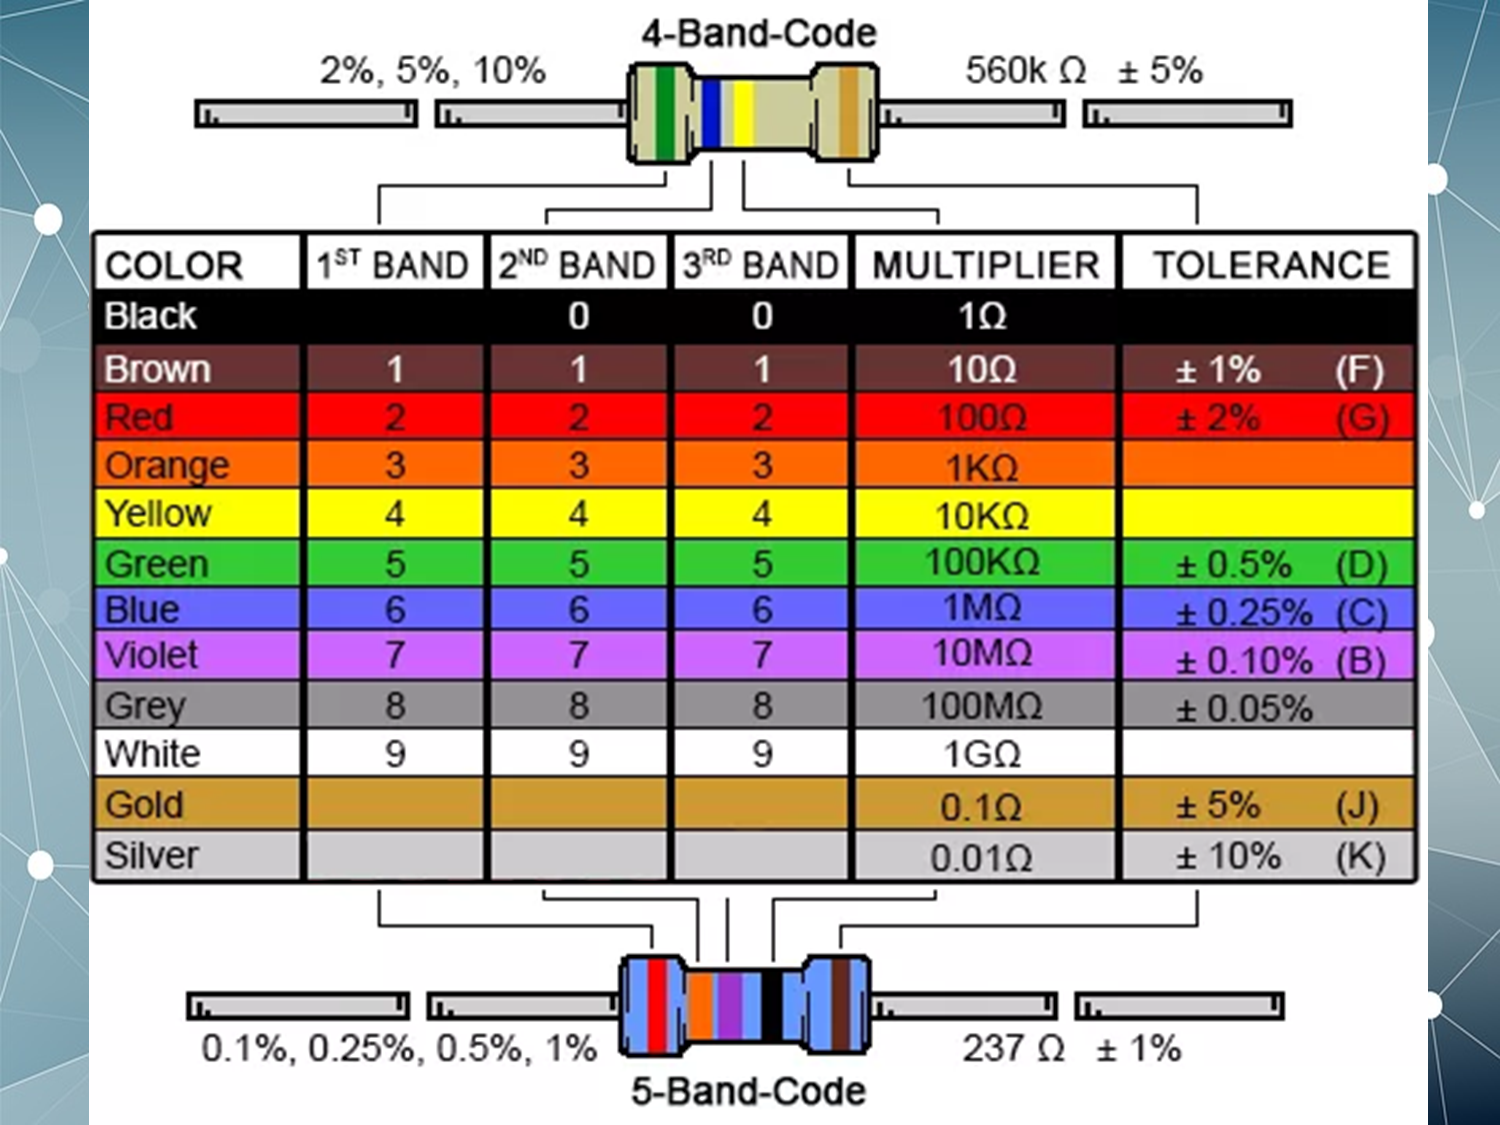 4-Band-Code
2%, 5%, 10%
560k Ω ± 5%
COLOR 1ST BAND 2ND BAND 3RD BAND MULTIPLIER TOLERANCE
Black 0 0 1Ω
Brown 1 1 1 10Ω ± 1% (F)
Red 2 2 2 100Ω ± 2% (G)
Orange 3 3 3 1KΩ
Yellow 4 4 4 10KΩ
Green 5 5 5 100KΩ ± 0.5% (D)
Blue 6 6 6 1MΩ ± 0.25% (C)
Violet 7 7 7 10MΩ ± 0.10% (B)
Grey 8 8 8 100MΩ ± 0.05%
White 9 9 9 1GΩ
Gold 0.1Ω ± 5% (J)
Silver 0.01Ω ± 10% (K)
0.1%, 0.25%, 0.5%, 1%
237 Ω ± 1%
5-Band-Code